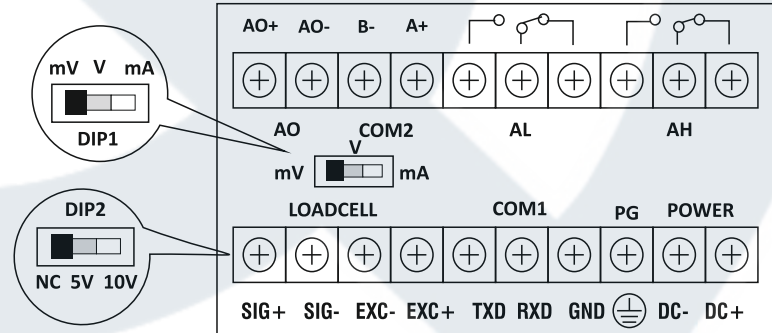 AO+ AO- B- A+
mV V mA
DIP1
AO COM2 AL AH
V
mV mA
DIP2
NC 5V 10V
LOADCELL COM1 PG POWER
SIG+ SIG- EXC- EXC+ TXD RXD GND DC- DC+